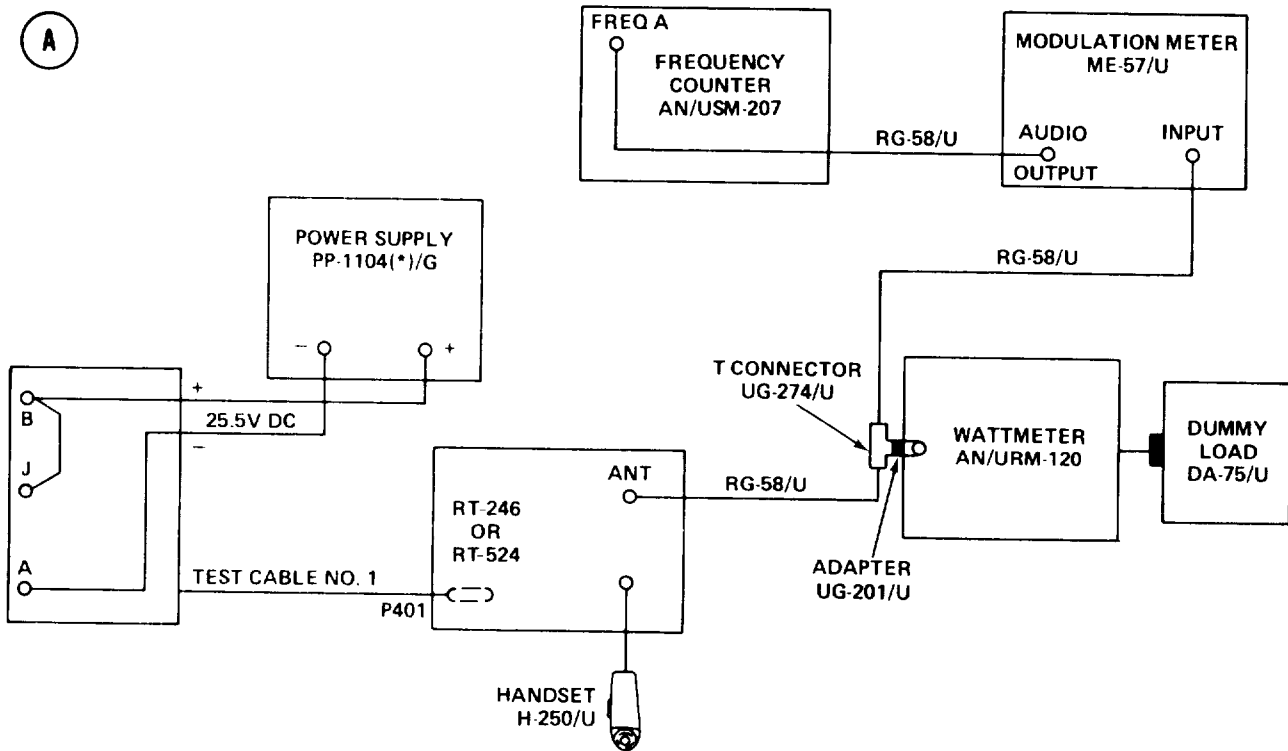 A
FREQ A
FREQUENCY
COUNTER
AN/USM-207
MODULATION METER
ME-57/U
AUDIO
OUTPUT
INPUT
RG-58/U
RG-58/U
POWER SUPPLY
PP-1104(*)/G
−
+
B
J
A
+
25.5V DC
−
TEST CABLE NO. 1
P401
RT-246
OR
RT-524
ANT
RG-58/U
T CONNECTOR
UG-274/U
WATTMETER
AN/URM-120
DUMMY
LOAD
DA-75/U
ADAPTER
UG-201/U
HANDSET
H-250/U